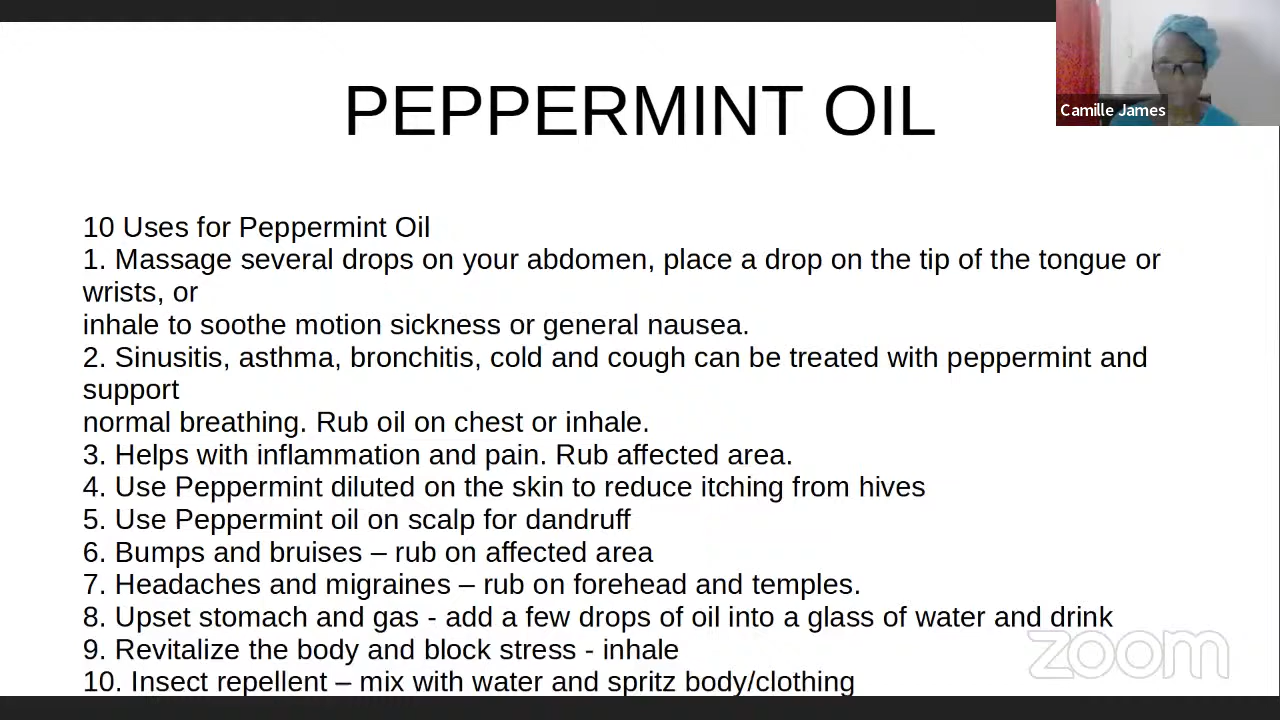 PEPPERMINT OIL
Camille James
10 Uses for Peppermint Oil
1. Massage several drops on your abdomen, place a drop on the tip of the tongue or
wrists, or
inhale to soothe motion sickness or general nausea.
2. Sinusitis, asthma, bronchitis, cold and cough can be treated with peppermint and
support
normal breathing. Rub oil on chest or inhale.
3. Helps with inflammation and pain. Rub affected area.
4. Use Peppermint diluted on the skin to reduce itching from hives
5. Use Peppermint oil on scalp for dandruff
6. Bumps and bruises – rub on affected area
7. Headaches and migraines – rub on forehead and temples.
8. Upset stomach and gas - add a few drops of oil into a glass of water and drink
9. Revitalize the body and block stress - inhale
10. Insect repellent – mix with water and spritz body/clothing
zoom